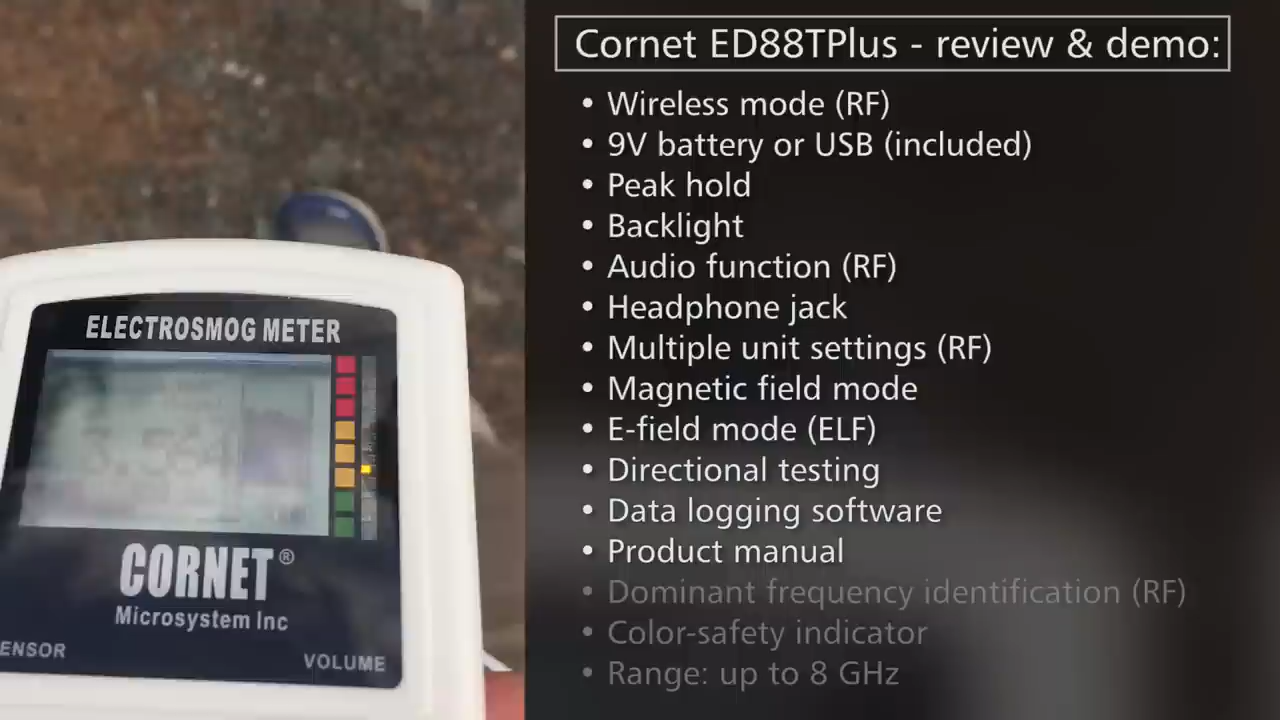 Cornet ED88TPlus - review & demo:
• Wireless mode (RF)
• 9V battery or USB (included)
• Peak hold
• Backlight
• Audio function (RF)
• Headphone jack
• Multiple unit settings (RF)
• Magnetic field mode
• E-field mode (ELF)
• Directional testing
• Data logging software
• Product manual
• Dominant frequency identification (RF)
• Color-safety indicator
• Range: up to 8 GHz
ELECTROSMOG METER
CORNET®
Microsystem Inc
ENSOR
VOLUME